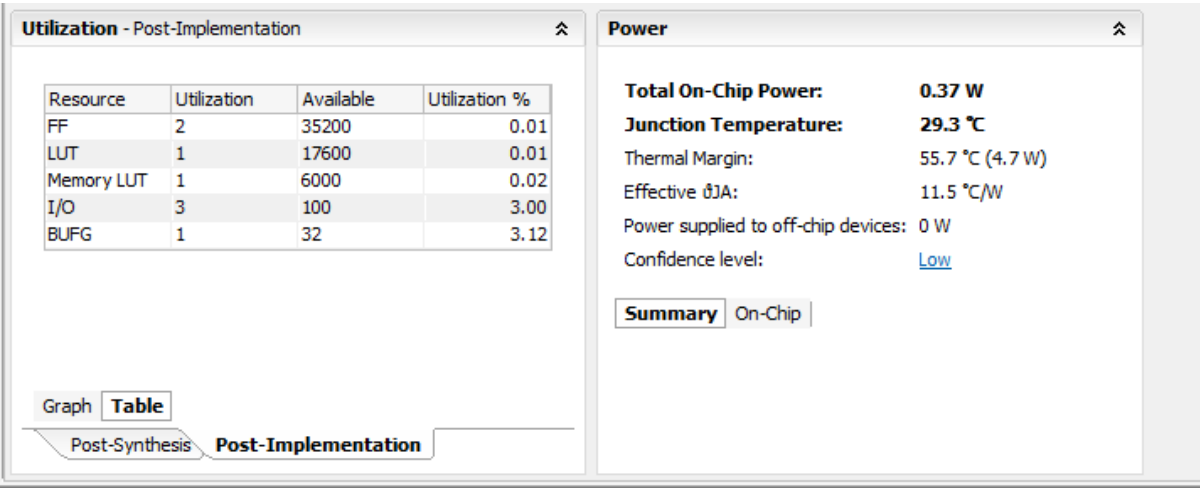 Utilization - Post-Implementation
Resource Utilization Available Utilization %
FF 2 35200 0.01
LUT 1 17600 0.01
Memory LUT 1 6000 0.02
I/O 3 100 3.00
BUFG 1 32 3.12
Graph Table
Post-Synthesis Post-Implementation
Power
Total On-Chip Power: 0.37 W
Junction Temperature: 29.3 °C
Thermal Margin: 55.7 °C (4.7 W)
Effective ϑJA: 11.5 °C/W
Power supplied to off-chip devices: 0 W
Confidence level: Low
Summary On-Chip